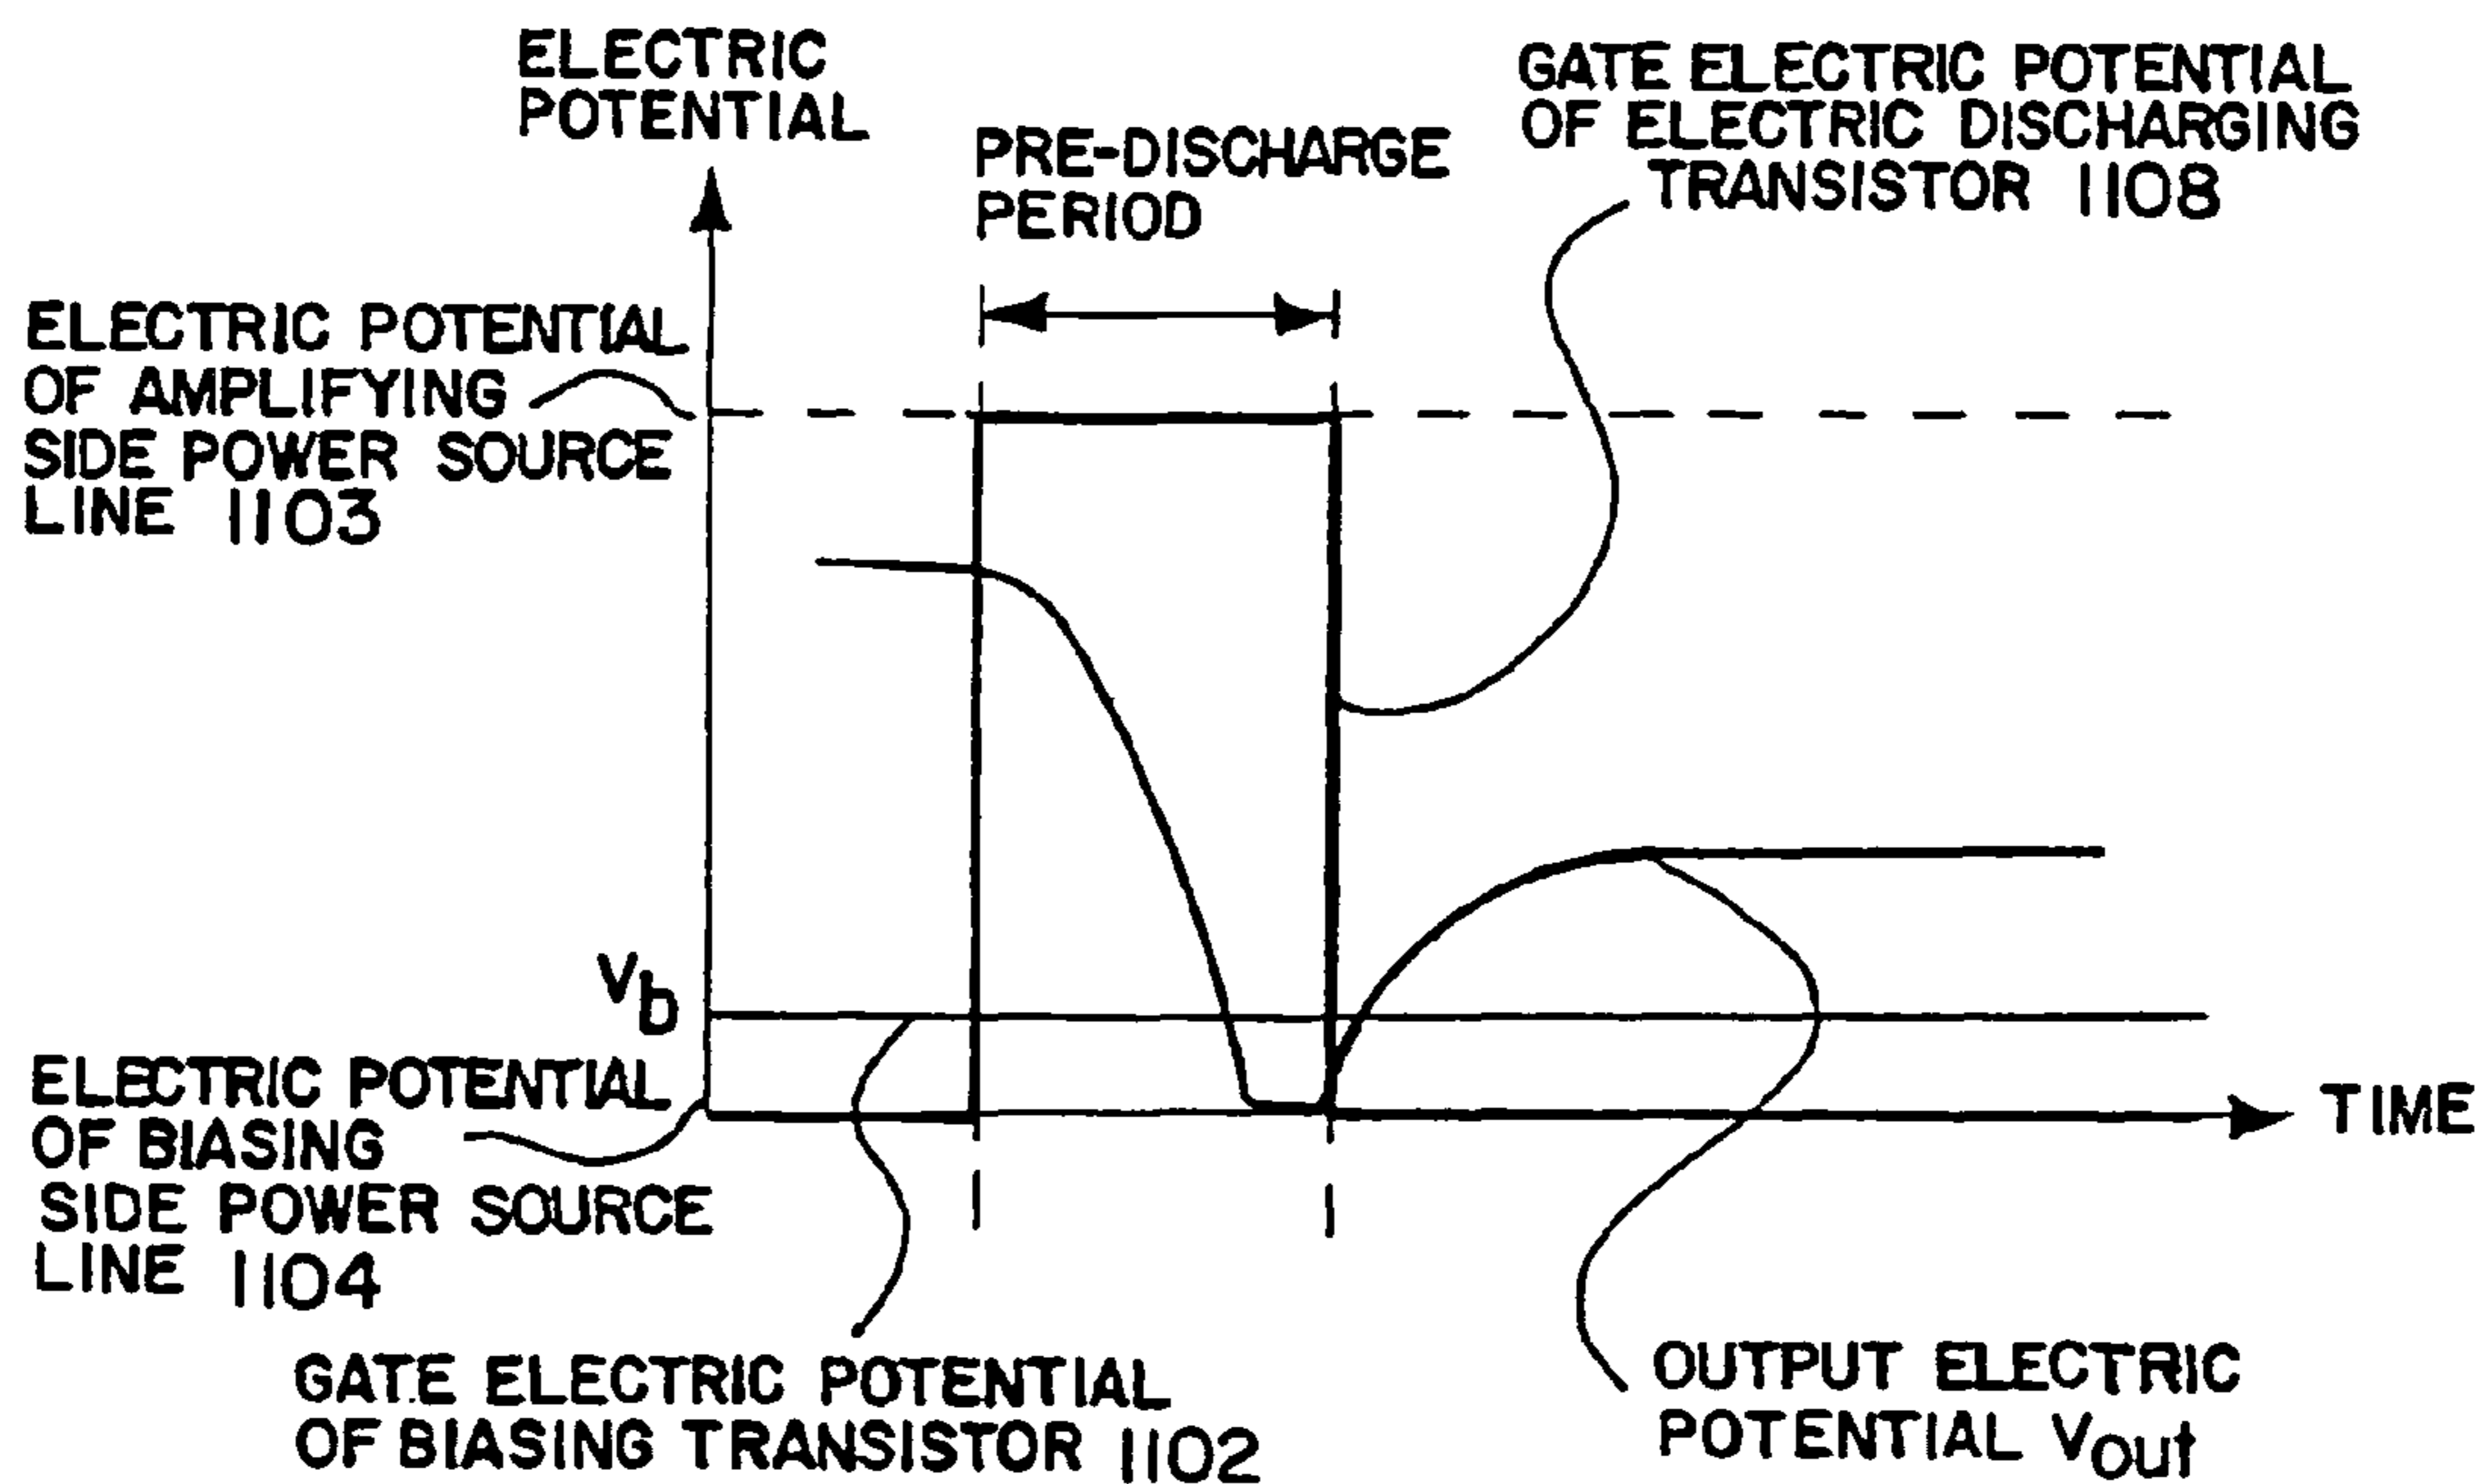 ELECTRIC
POTENTIAL
PRE-DISCHARGE
PERIOD
GATE ELECTRIC POTENTIAL
OF ELECTRIC DISCHARGING
TRANSISTOR 1108
ELECTRIC POTENTIAL
OF AMPLIFYING
SIDE POWER SOURCE
LINE 1103
Vb
ELECTRIC POTENTIAL
OF BIASING
SIDE POWER SOURCE
LINE 1104
TIME
GATE ELECTRIC POTENTIAL
OF BIASING TRANSISTOR 1102
OUTPUT ELECTRIC
POTENTIAL Vout